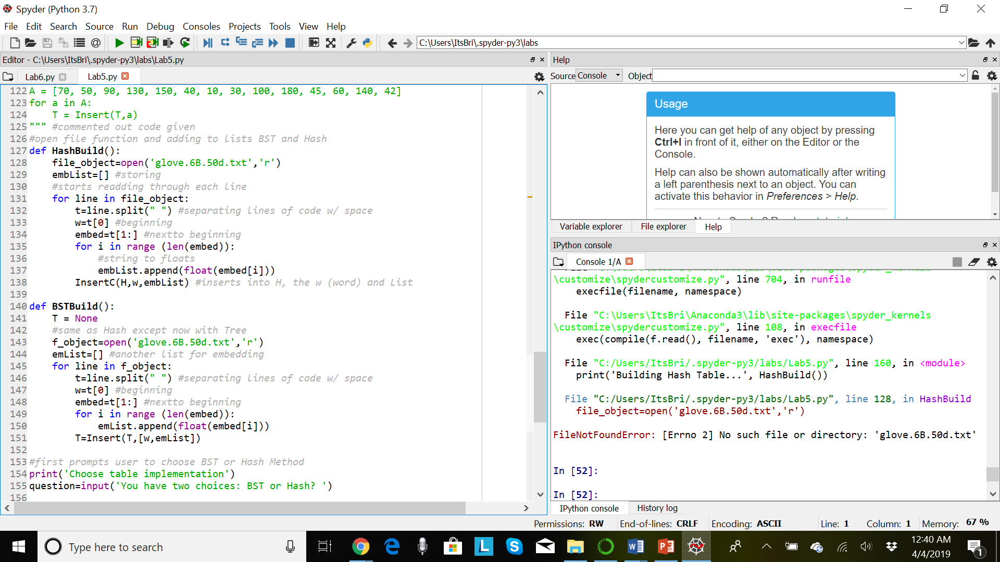 Spyder (Python 3.7)
File Edit Search Source Run Debug Consoles Projects Tools View Help
C:\Users\ItsBri\.spyder-py3\labs
Editor - C:\Users\ItsBri\.spyder-py3\labs\Lab5.py
Lab6.py Lab5.py
122 A = [70, 50, 90, 130, 150, 40, 10, 30, 100, 180, 45, 60, 140, 42]
123 for a in A:
124     T = Insert(T,a)
125 """ #commented out code given
126 #open file function and adding to lists BST and Hash
127 def HashBuild():
128     file_object=open('glove.6B.50d.txt','r')
129     embList=[] #storing
130     #starts readding through each line
131     for line in file_object:
132         t=line.split(" ") #separating lines of code w/ space
133         w=t[0] #beginning
134         embed=t[1:] #nextto beginning
135         for i in range (len(embed)):
136             #string to floats
137             embList.append(float(embed[i]))
138         InsertC(H,w,embList) #inserts into H, the w (word) and List
139
140 def BSTBuild():
141     T = None
142     #same as Hash except now with Tree
143     f_object=open('glove.6B.50d.txt','r')
144     emList=[] #another list for embedding
145     for line in f_object:
146         t=line.split(" ") #separating lines of code w/ space
147         w=t[0] #beginning
148         embed=t[1:] #nextto beginning
149         for i in range (len(embed)):
150             emList.append(float(embed[i]))
151         T=Insert(T,[w,emList])
152
153 #first prompts user to choose BST or Hash Method
154 print('Choose table implementation')
155 question=input('You have two choices: BST or Hash? ')
156
Help
Source Console Object
Usage
Here you can get help of any object by pressing
Ctrl+I in front of it, either on the Editor or the
Console.
Help can also be shown automatically after writing
a left parenthesis next to an object. You can
activate this behavior in Preferences > Help.
Variable explorer File explorer Help
IPython console
Console 1/A
\customize\spydercustomize.py", line 704, in runfile
    execfile(filename, namespace)
  File "C:\Users\ItsBri\Anaconda3\lib\site-packages\spyder_kernels
\customize\spydercustomize.py", line 108, in execfile
    exec(compile(f.read(), filename, 'exec'), namespace)
  File "C:/Users/ItsBri/.spyder-py3/labs/Lab5.py", line 160, in <module>
    print('Building Hash Table...', HashBuild())
  File "C:/Users/ItsBri/.spyder-py3/labs/Lab5.py", line 128, in HashBuild
    file_object=open('glove.6B.50d.txt','r')
FileNotFoundError: [Errno 2] No such file or directory: 'glove.6B.50d.txt'
In [52]:
In [52]:
IPython console History log
Permissions: RW End-of-lines: CRLF Encoding: ASCII Line: 1 Column: 1 Memory: 67 %
Type here to search
12:40 AM
4/4/2019
1